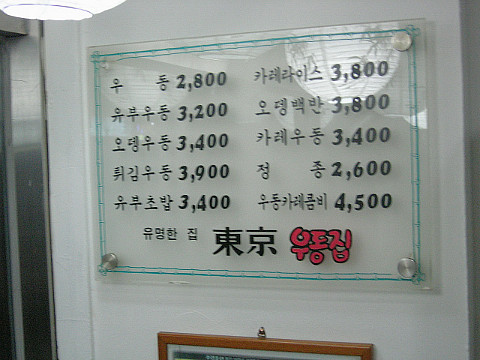 우 동 2,800
유부우동 3,200
오뎅우동 3,400
튀김우동 3,900
유부초밥 3,400
카레라이스 3,800
오뎅백반 3,800
카레우동 3,400
정 종 2,600
우동카레콤비 4,500
유명한 집 東京 우동집